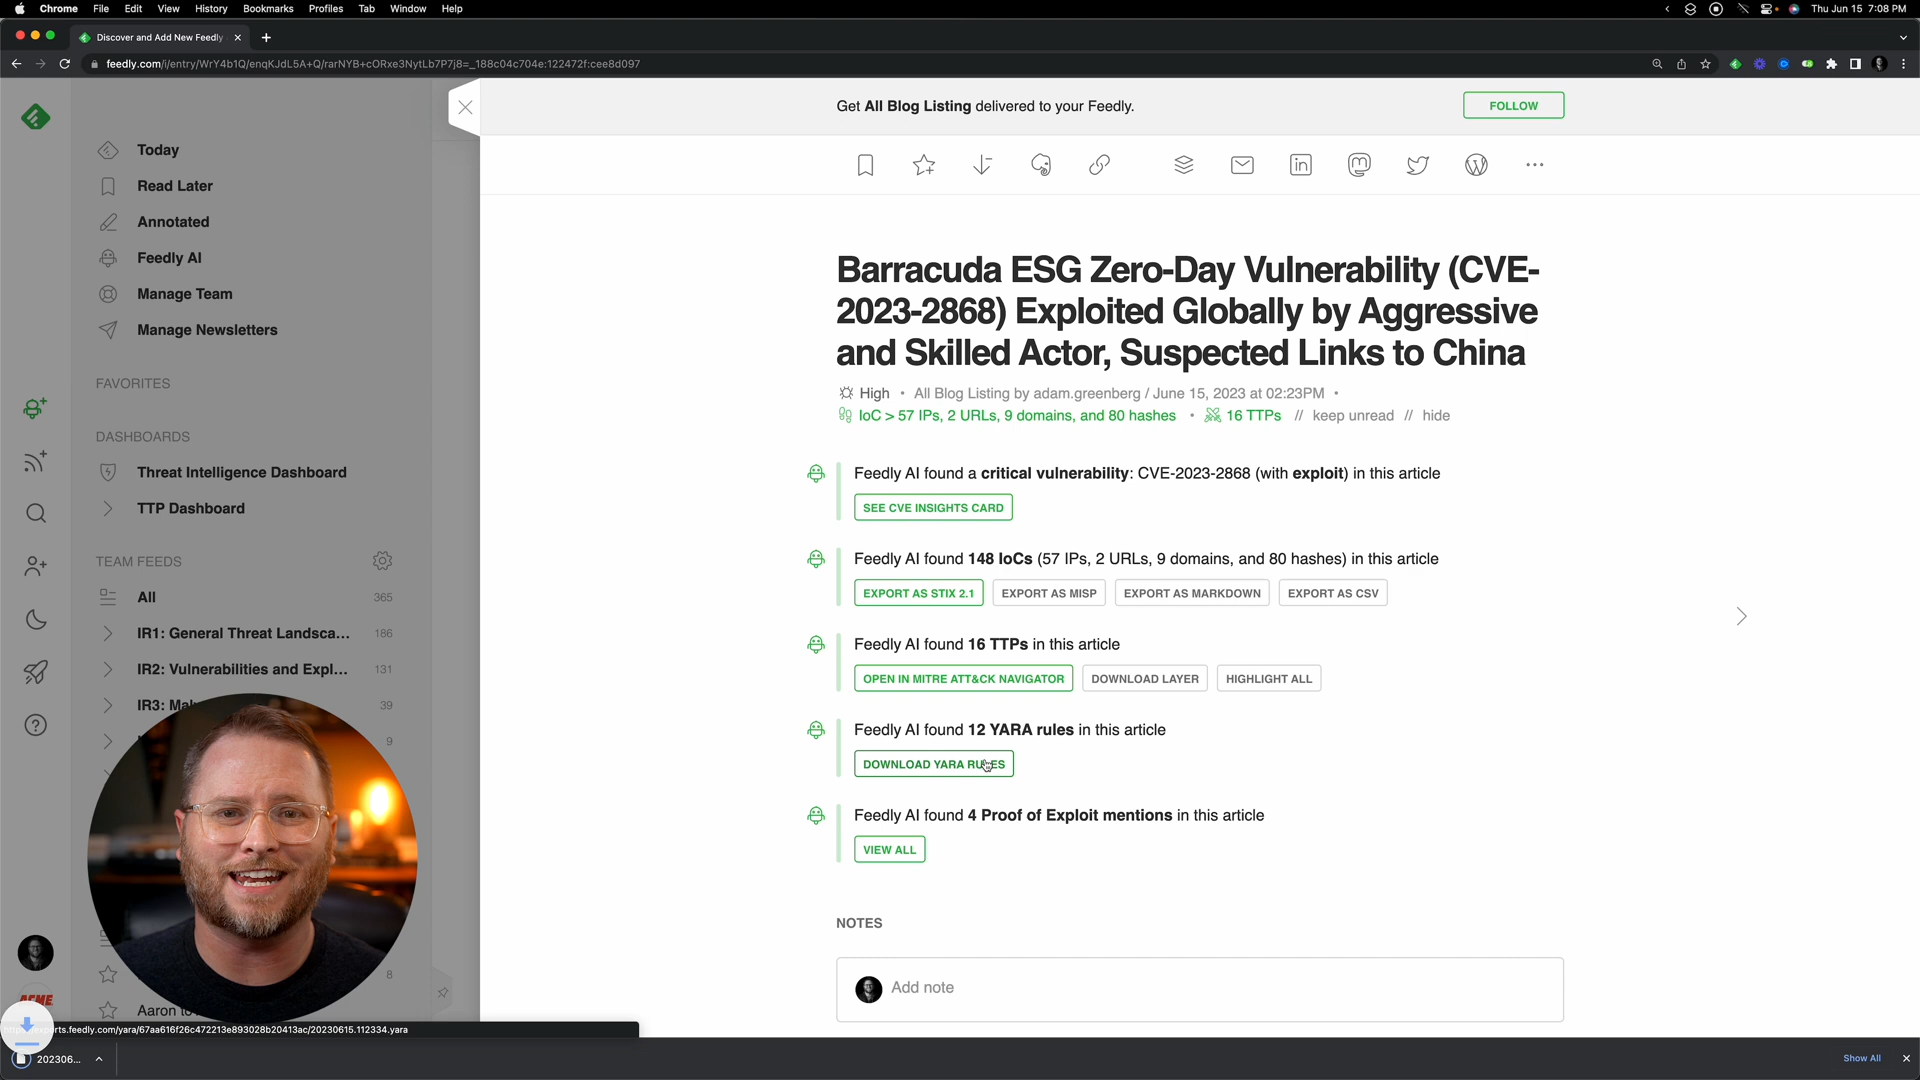 Chrome File Edit View History Bookmarks Profiles Tab Window Help
Thu Jun 15 7:08 PM
Discover and Add New Feedly
feedly.com/i/entry/WrY4b1Q/enqKJdL5A+Q/rarNYB+cORxe3NytLb7P7j8=_188c04c704e:122472f:cee8d097
Get All Blog Listing delivered to your Feedly.
FOLLOW
Today
Read Later
Annotated
Feedly AI
Manage Team
Manage Newsletters
FAVORITES
DASHBOARDS
Threat Intelligence Dashboard
TTP Dashboard
TEAM FEEDS
All 365
IR1: General Threat Landsca... 186
IR2: Vulnerabilities and Expl... 131
IR3: 39
9
8
ACME
Aaron
Barracuda ESG Zero-Day Vulnerability (CVE-
2023-2868) Exploited Globally by Aggressive
and Skilled Actor, Suspected Links to China
High • All Blog Listing by adam.greenberg / June 15, 2023 at 02:23PM •
IoC > 57 IPs, 2 URLs, 9 domains, and 80 hashes • 16 TTPs // keep unread // hide
Feedly AI found a critical vulnerability: CVE-2023-2868 (with exploit) in this article
SEE CVE INSIGHTS CARD
Feedly AI found 148 IoCs (57 IPs, 2 URLs, 9 domains, and 80 hashes) in this article
EXPORT AS STIX 2.1 EXPORT AS MISP EXPORT AS MARKDOWN EXPORT AS CSV
Feedly AI found 16 TTPs in this article
OPEN IN MITRE ATT&CK NAVIGATOR DOWNLOAD LAYER HIGHLIGHT ALL
Feedly AI found 12 YARA rules in this article
DOWNLOAD YARA RULES
Feedly AI found 4 Proof of Exploit mentions in this article
VIEW ALL
NOTES
Add note
rts.feedly.com/yara/67aa616f26c472213e893028b20413ac/20230615.112334.yara
202306...
Show All